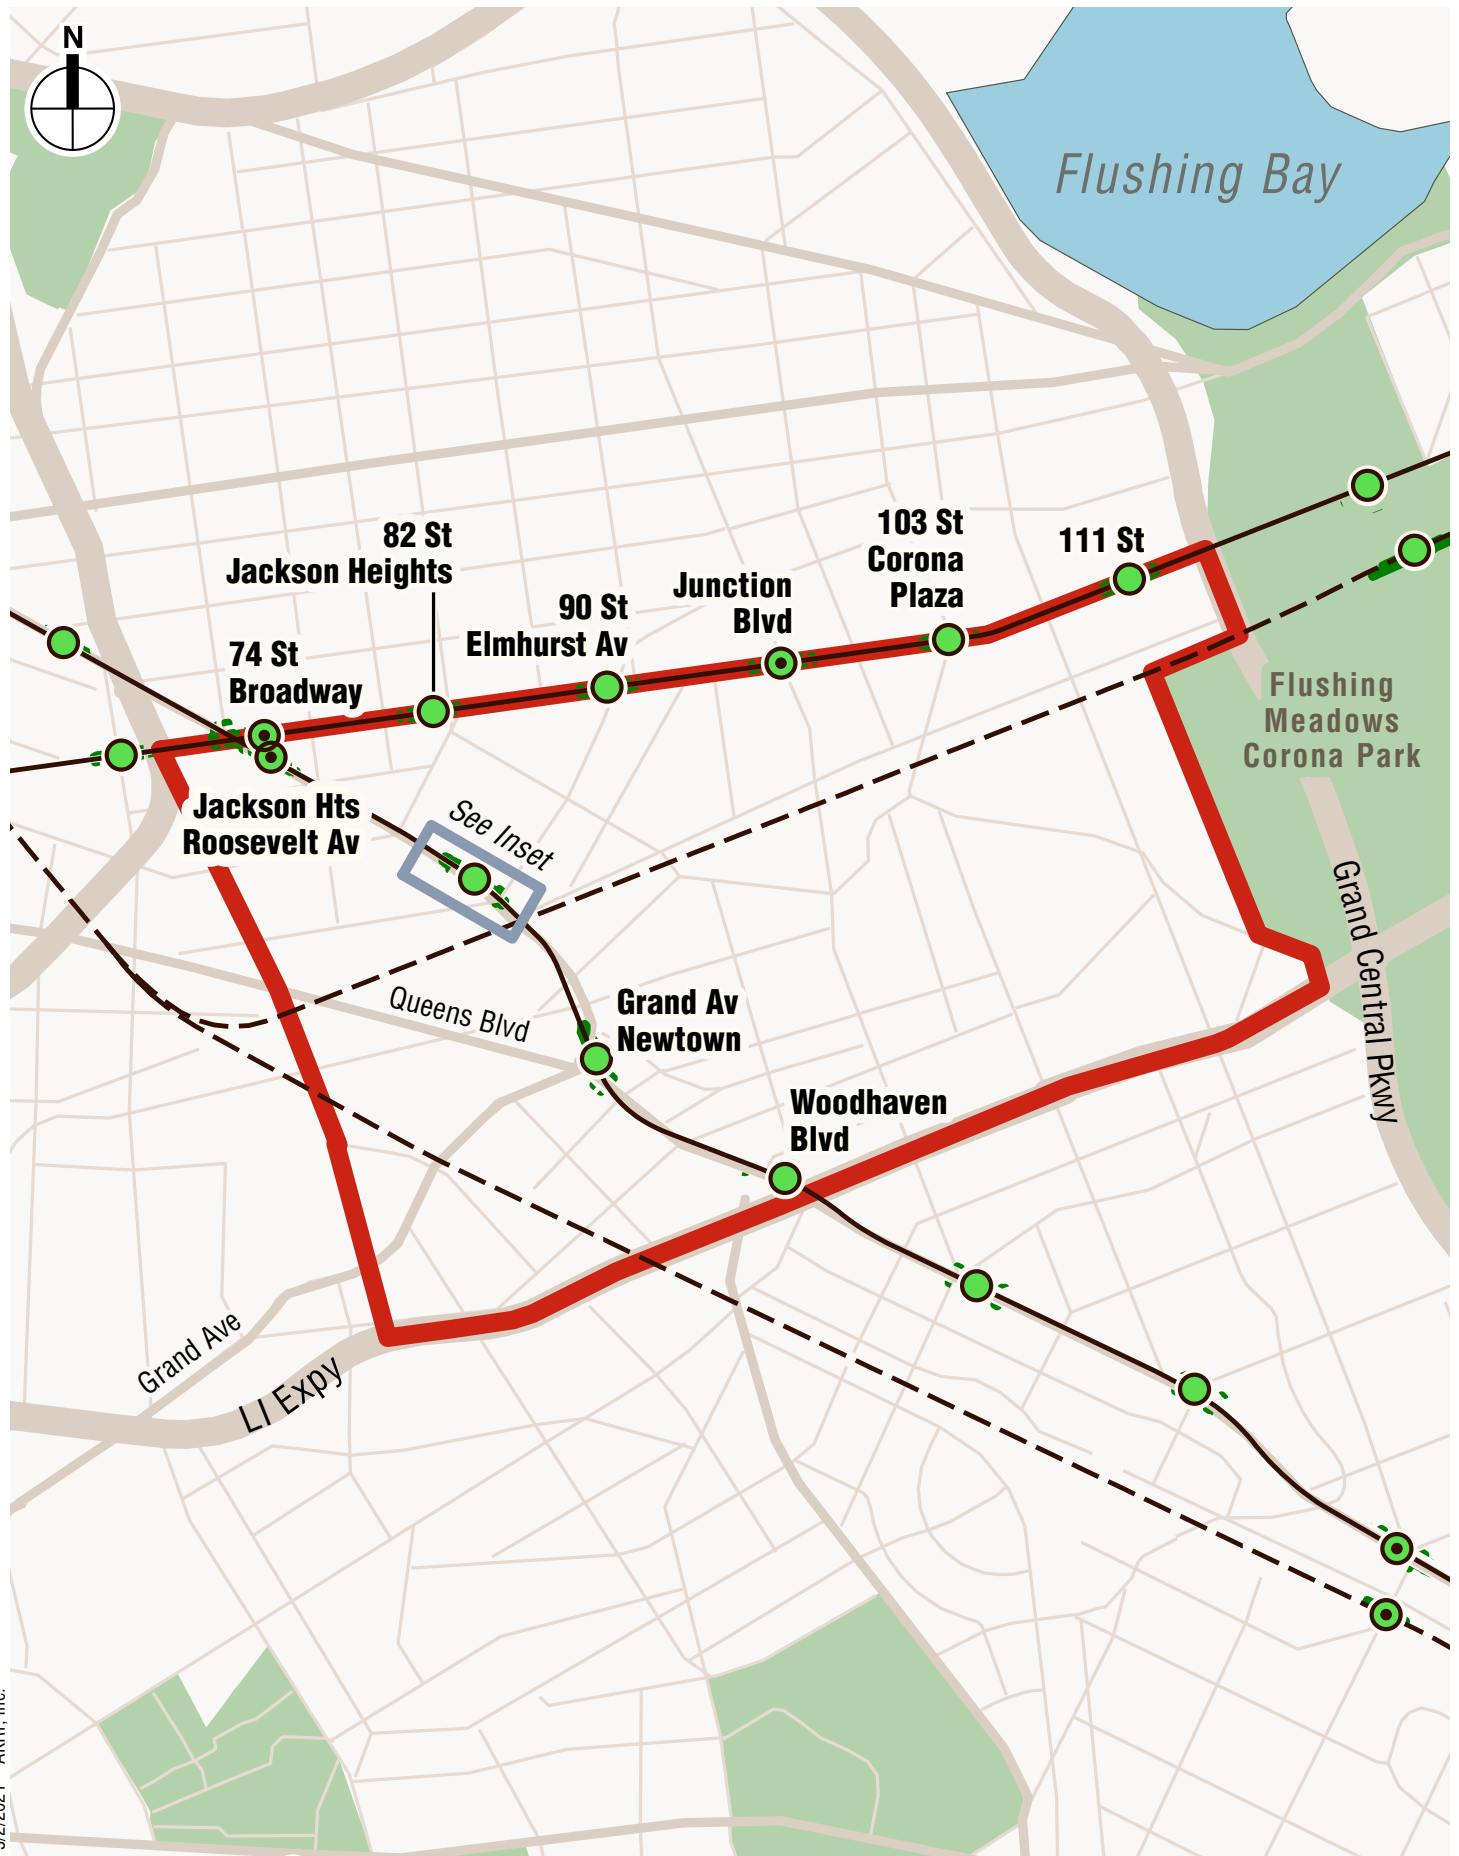 N
Flushing Bay
103 St
Corona
Plaza
111 St
82 St
Jackson Heights
Junction
Blvd
90 St
Elmhurst Av
74 St
Broadway
Flushing
Meadows
Corona Park
Jackson Hts
Roosevelt Av
See Inset
Grand Central Pkwy
Queens Blvd
Grand Av
Newtown
Woodhaven
Blvd
Grand Ave
LI Expy